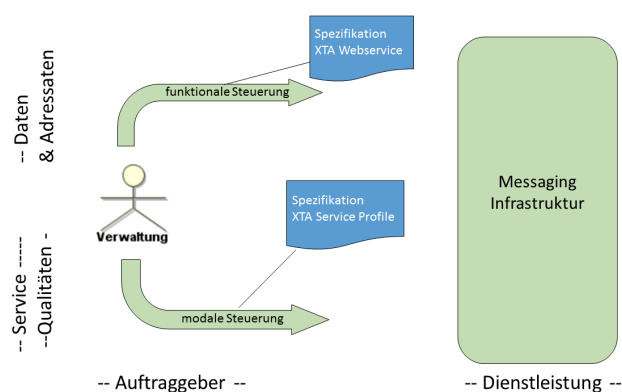 Spezifikation
XTA Webservice
funktionale Steuerung
-- Daten
& Adressaten
Messaging
Infrastruktur
Spezifikation
XTA Service Profile
Verwaltung
-- Service -----
--Qualitäten -
modale Steuerung
-- Auftraggeber --
-- Dienstleistung --